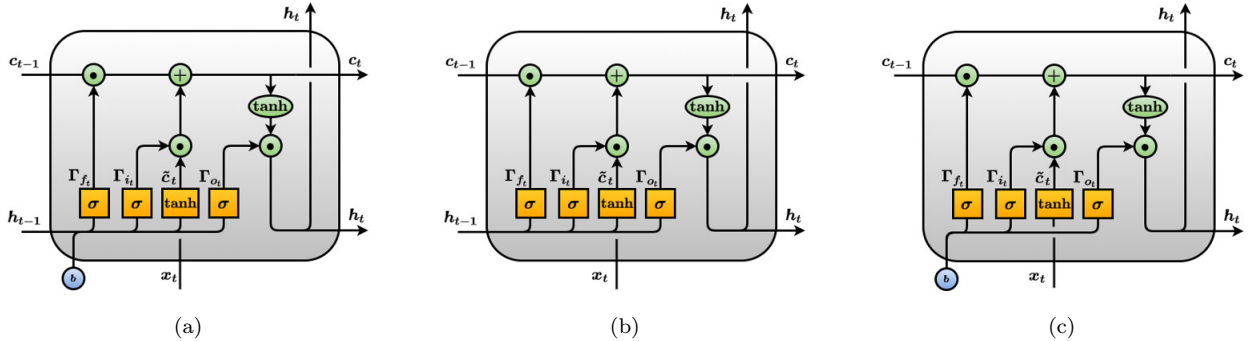 h_t h_t h_t
c_{t-1} c_t c_{t-1} c_t c_{t-1} c_t
+ + +
tanh tanh tanh
Γ_{f_t} Γ_{i_t} c̃_t Γ_{o_t} Γ_{f_t} Γ_{i_t} c̃_t Γ_{o_t} Γ_{f_t} Γ_{i_t} c̃_t Γ_{o_t}
σ σ tanh σ σ σ tanh σ σ σ tanh σ
h_{t-1} h_t h_{t-1} h_t h_t
b x_t x_t b x_t
(a) (b) (c)